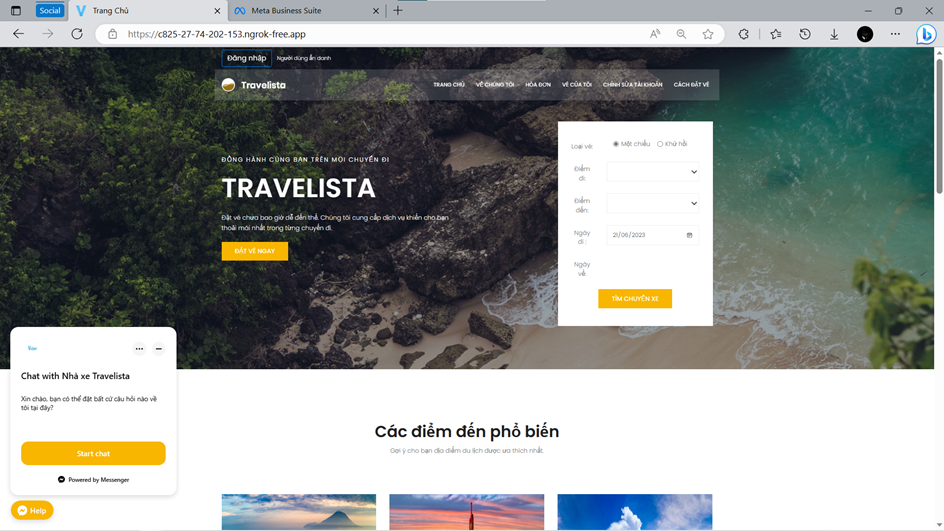 Social
Trang Chủ
Meta Business Suite
https://c825-27-74-202-153.ngrok-free.app
Đăng nhập
Người dùng ẩn danh
Travelista
TRANG CHỦ
VỀ CHÚNG TÔI
HÓA ĐƠN
VÉ CỦA TÔI
CHỈNH SỬA TÀI KHOẢN
CÁCH ĐẶT VÉ
ĐỒNG HÀNH CÙNG BẠN TRÊN MỌI CHUYẾN ĐI
TRAVELISTA
Đặt vé chưa bao giờ dễ đến thế. Chúng tôi cung cấp dịch vụ khiến cho bạn
thoải mái nhất trong từng chuyến đi.
ĐẶT VÉ NGAY
Loại vé:
Một chiều
Khứ hồi
Điểm
đi:
Điểm
đến:
Ngày
đi :
21/06/2023
Ngày
về
TÌM CHUYẾN XE
Chat with Nhà xe Travelista
Xin chào, bạn có thể đặt bất cứ câu hỏi nào về
tôi tại đây?
Start chat
Powered by Messenger
Help
Các điểm đến phổ biến
Gợi ý cho bạn địa điểm du lịch được ưa thích nhất.